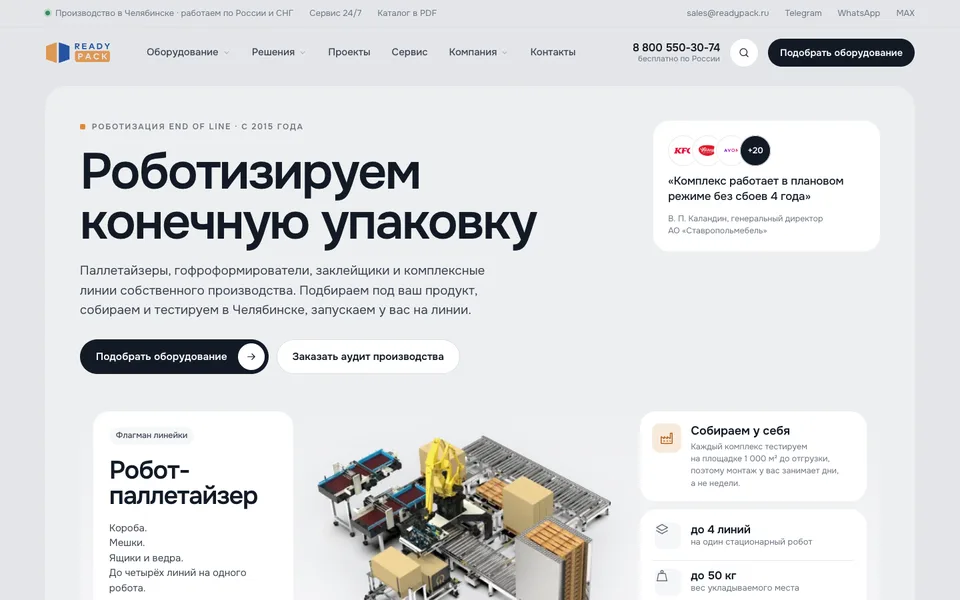 Производство в Челябинске · работаем по России и СНГ
Сервис 24/7
Каталог в PDF
sales@readypack.ru
Telegram
WhatsApp
MAX
READY
PACK
Оборудование
Решения
Проекты
Сервис
Компания
Контакты
8 800 550-30-74
бесплатно по России
Подобрать оборудование
РОБОТИЗАЦИЯ END OF LINE · С 2015 ГОДА
Роботизируем
конечную упаковку
Паллетайзеры, гофроформирователи, заклейщики и комплексные
линии собственного производства. Подбираем под ваш продукт,
собираем и тестируем в Челябинске, запускаем у вас на линии.
Подобрать оборудование
Заказать аудит производства
KFC
+20
«Комплекс работает в плановом
режиме без сбоев 4 года»
В. П. Каландин, генеральный директор
АО «Ставропольмебель»
Флагман линейки
Робот-
паллетайзер
Короба.
Мешки.
Ящики и ведра.
До четырёх линий на одного
робота.
Собираем у себя
Каждый комплекс тестируем
на площадке 1 000 м² до отгрузки,
поэтому монтаж у вас занимает дни,
а не недели.
до 4 линий
на один стационарный робот
до 50 кг
вес укладываемого места